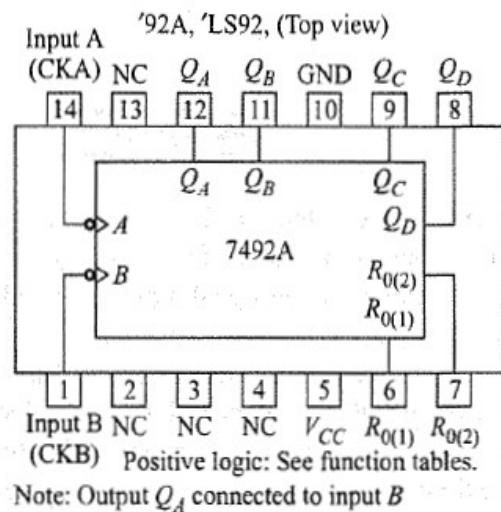 '92A, 'LS92, (Top view)
Input A
(CKA) NC Q_A Q_B GND Q_C Q_D
14 13 12 11 10 9 8
Q_A Q_B Q_C
A Q_D
7492A
B R_0(2)
R_0(1)
1 2 3 4 5 6 7
Input B NC NC NC V_CC R_0(1) R_0(2)
(CKB) Positive logic: See function tables.
Note: Output Q_A connected to input B